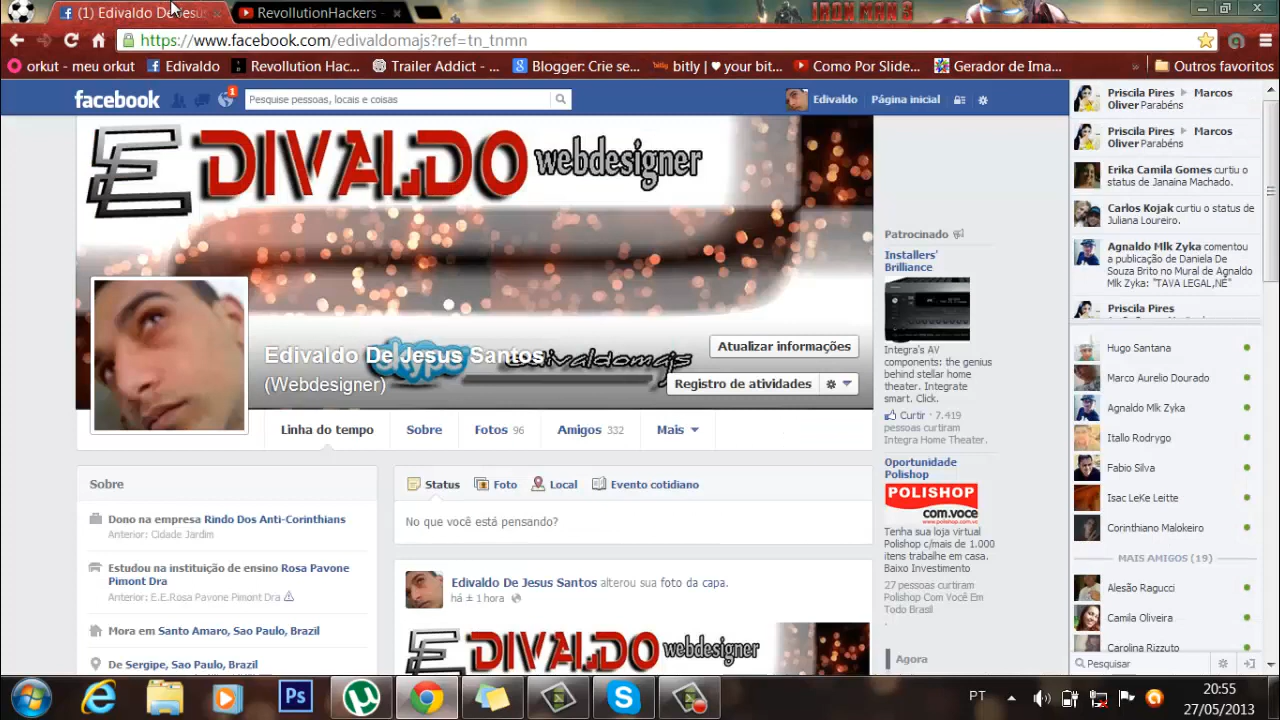 (1) Edivaldo De Jesus
RevollutionHackers -
IRON MAN 3
https://www.facebook.com/edivaldomajs?ref=tn_tnmn
orkut - meu orkut
Edivaldo
Revollution Hac...
Trailer Addict - ...
Blogger: Crie se...
bitly | ♥ your bit...
Como Por Slide...
Gerador de Ima...
»
Outros favoritos
facebook
1
Pesquise pessoas, locais e coisas
Edivaldo
Página inicial
EDIVALDO webdesigner
Edivaldo De Jesus Santos
(Webdesigner)
skype
Atualizar informações
Registro de atividades
Linha do tempo
Sobre
Fotos 96
Amigos 332
Mais
Sobre
Dono na empresa Rindo Dos Anti-Corinthians
Anterior: Cidade Jardim
Estudou na instituição de ensino Rosa Pavone
Pimont Dra
Anterior: E.E.Rosa Pavone Pimont Dra
Mora em Santo Amaro, Sao Paulo, Brazil
De Sergipe, Sao Paulo, Brazil
Status
Foto
Local
Evento cotidiano
No que você está pensando?
Edivaldo De Jesus Santos alterou sua foto da capa.
há ± 1 hora
EDIVALDO webdesigner
Patrocinado
Installers'
Brilliance
Integra's AV
components: the genius
behind stellar home
theater. Integrate
smart. Click.
Curtir · 7.419
pessoas curtiram
Integra Home Theater.
Oportunidade
Polishop
POLISHOP
com.voce
www.polishop.com.vc
Tenha sua loja virtual
Polishop c/mais de 1.000
itens trabalhe em casa.
Baixo Investimento
27 pessoas curtiram
Polishop Com Você Em
Todo Brasil
.
Agora
Priscila Pires ▶ Marcos
Oliver Parabéns
Priscila Pires ▶ Marcos
Oliver Parabéns
Erika Camila Gomes curtiu o
status de Janaina Machado.
Carlos Kojak curtiu o status de
Juliana Loureiro.
Agnaldo Mlk Zyka comentou
a publicação de Daniela De
Souza Brito no Mural de Agnaldo
Mlk Zyka: "TAVA LEGAL,NÉ"
Priscila Pires
Hugo Santana
Marco Aurelio Dourado
Agnaldo Mlk Zyka
Itallo Rodrygo
Fabio Silva
Isac LeKe Leitte
Corinthiano Malokeiro
MAIS AMIGOS (19)
Alesão Ragucci
Camila Oliveira
Carolina Rizzuto
Pesquisar
Ps
PT
20:55
27/05/2013